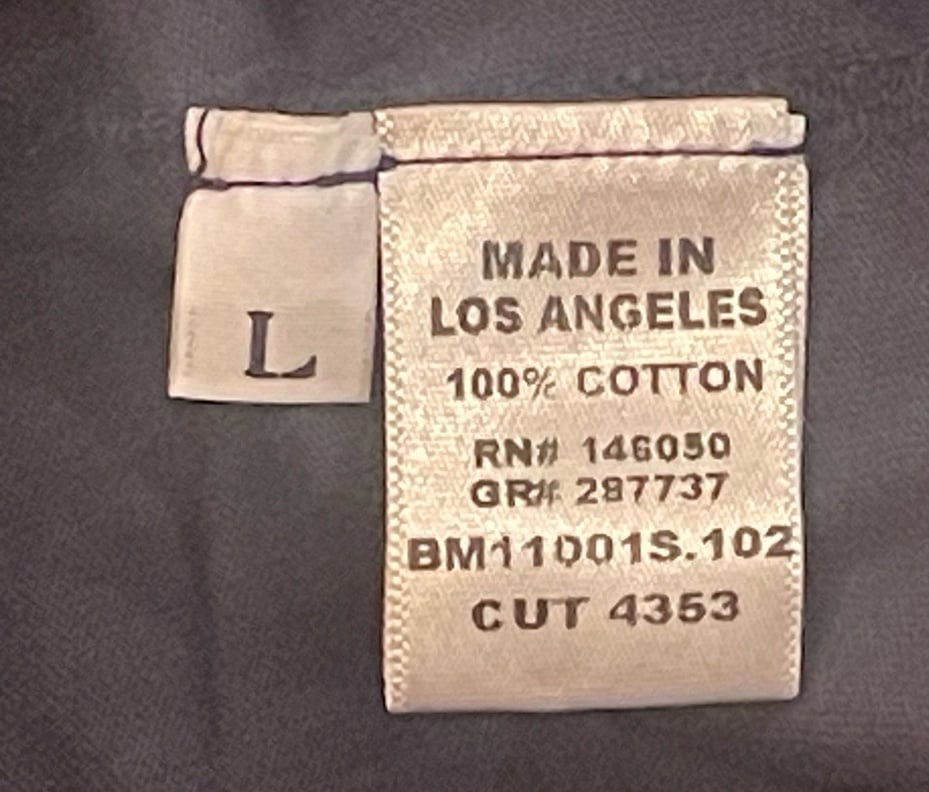 L
MADE IN
LOS ANGELES
100% COTTON
RN# 146050
GR# 287737
BM11001S.102
CUT 4353